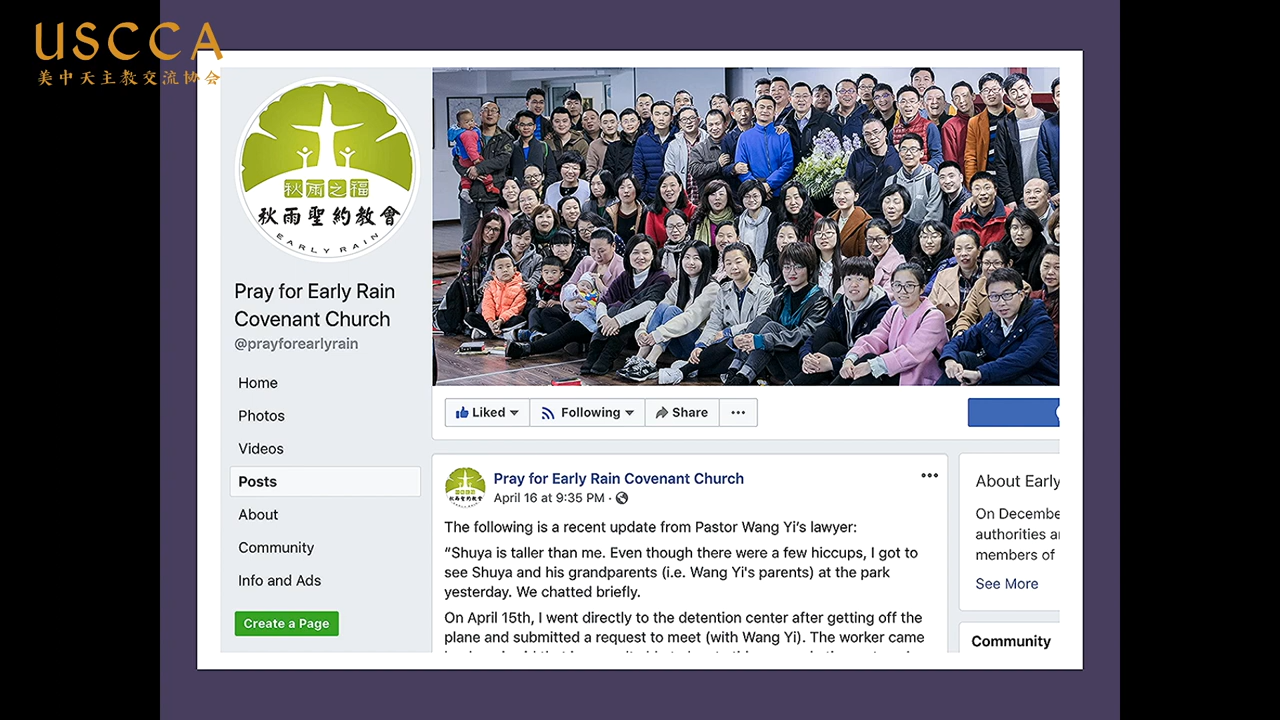 USCCA
美中天主教交流协会
秋雨之福
秋雨聖約教會
EARLY RAIN
Pray for Early Rain
Covenant Church
@prayforearlyrain
Home
Photos
Videos
Posts
About
Community
Info and Ads
Create a Page
Liked
Following
Share
Pray for Early Rain Covenant Church
April 16 at 9:35 PM ·
The following is a recent update from Pastor Wang Yi’s lawyer:
“Shuya is taller than me. Even though there were a few hiccups, I got to
see Shuya and his grandparents (i.e. Wang Yi's parents) at the park
yesterday. We chatted briefly.
On April 15th, I went directly to the detention center after getting off the
plane and submitted a request to meet (with Wang Yi). The worker came
About Early
On Decembe
authorities a
members of
See More
Community